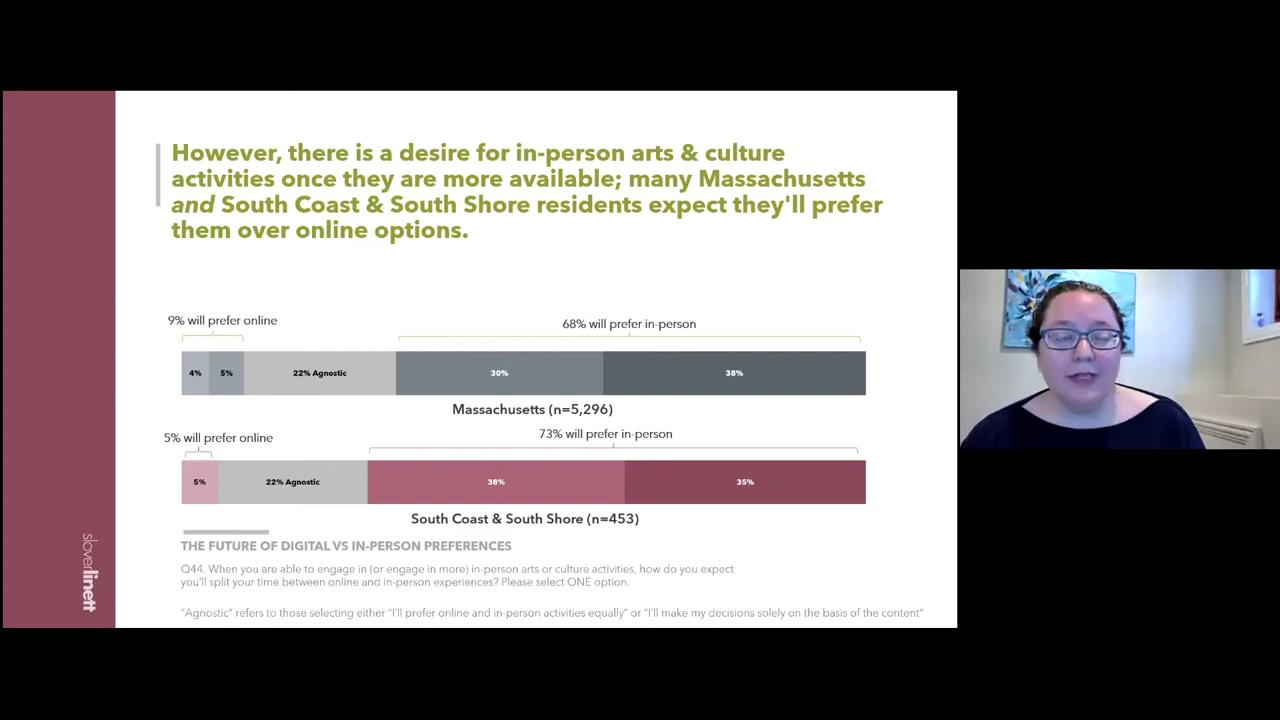 However, there is a desire for in-person arts & culture
activities once they are more available; many Massachusetts
and South Coast & South Shore residents expect they'll prefer
them over online options.
9% will prefer online
68% will prefer in-person
4%
5%
22% Agnostic
30%
38%
Massachusetts (n=5,296)
5% will prefer online
73% will prefer in-person
5%
22% Agnostic
38%
35%
South Coast & South Shore (n=453)
THE FUTURE OF DIGITAL VS IN-PERSON PREFERENCES
Q44. When you are able to engage in (or engage in more) in-person arts or culture activities, how do you expect
you'll split your time between online and in-person experiences? Please select ONE option.
"Agnostic" refers to those selecting either "I'll prefer online and in-person activities equally" or "I'll make my decisions solely on the basis of the content"
sloverlinett